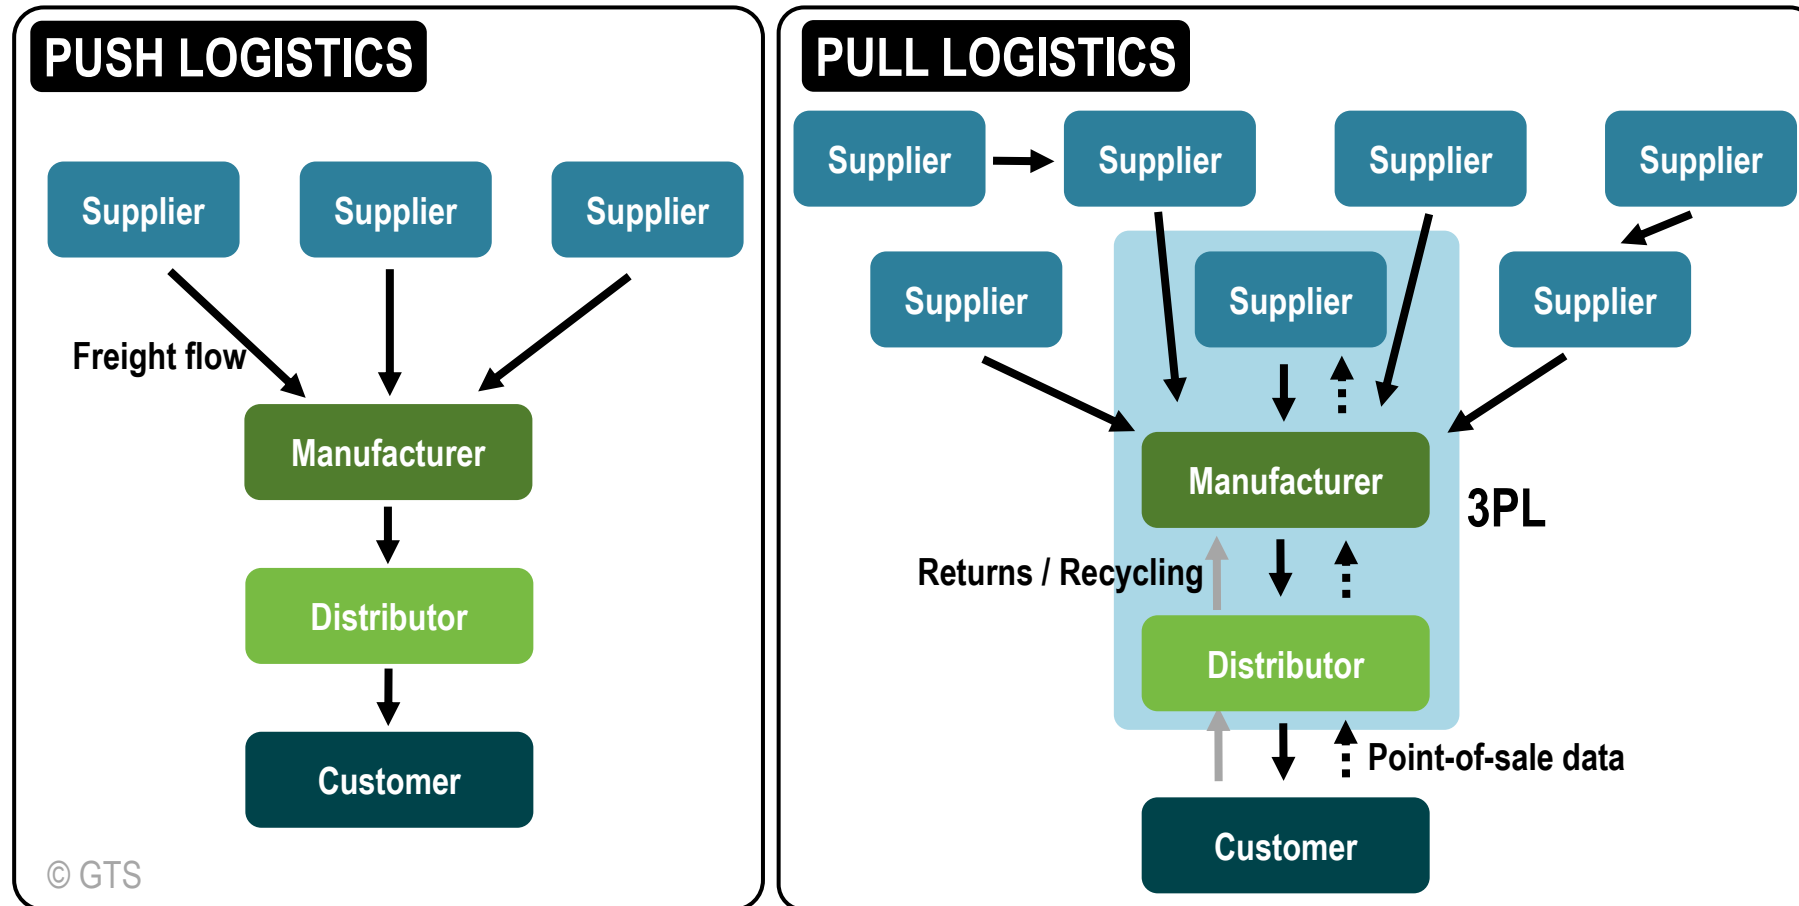 PUSH LOGISTICS
Supplier
Supplier
Supplier
Freight flow
Manufacturer
Distributor
Customer
© GTS
PULL LOGISTICS
Supplier
Supplier
Supplier
Supplier
Supplier
Supplier
Supplier
Manufacturer
3PL
Returns / Recycling
Distributor
Point-of-sale data
Customer